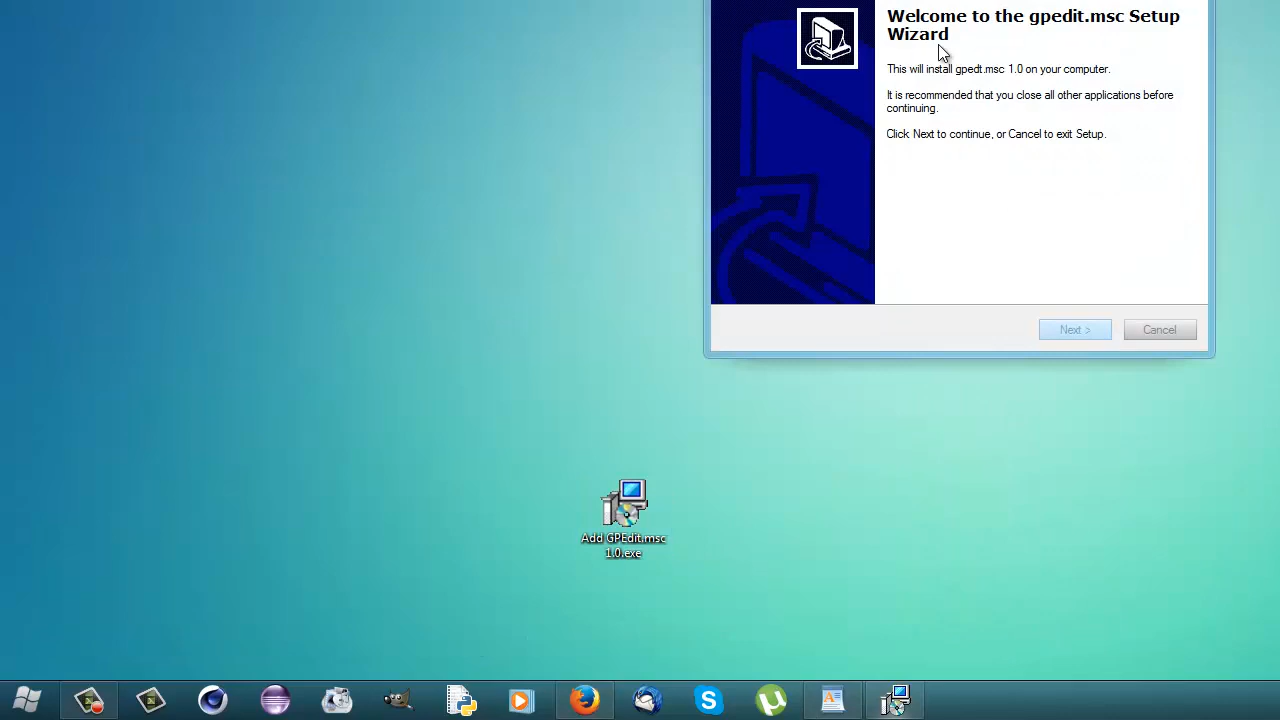 Welcome to the gpedit.msc Setup
Wizard
This will install gpedt.msc 1.0 on your computer.
It is recommended that you close all other applications before
continuing.
Click Next to continue, or Cancel to exit Setup.
Next >
Cancel
Add GPEdit.msc
1.0.exe